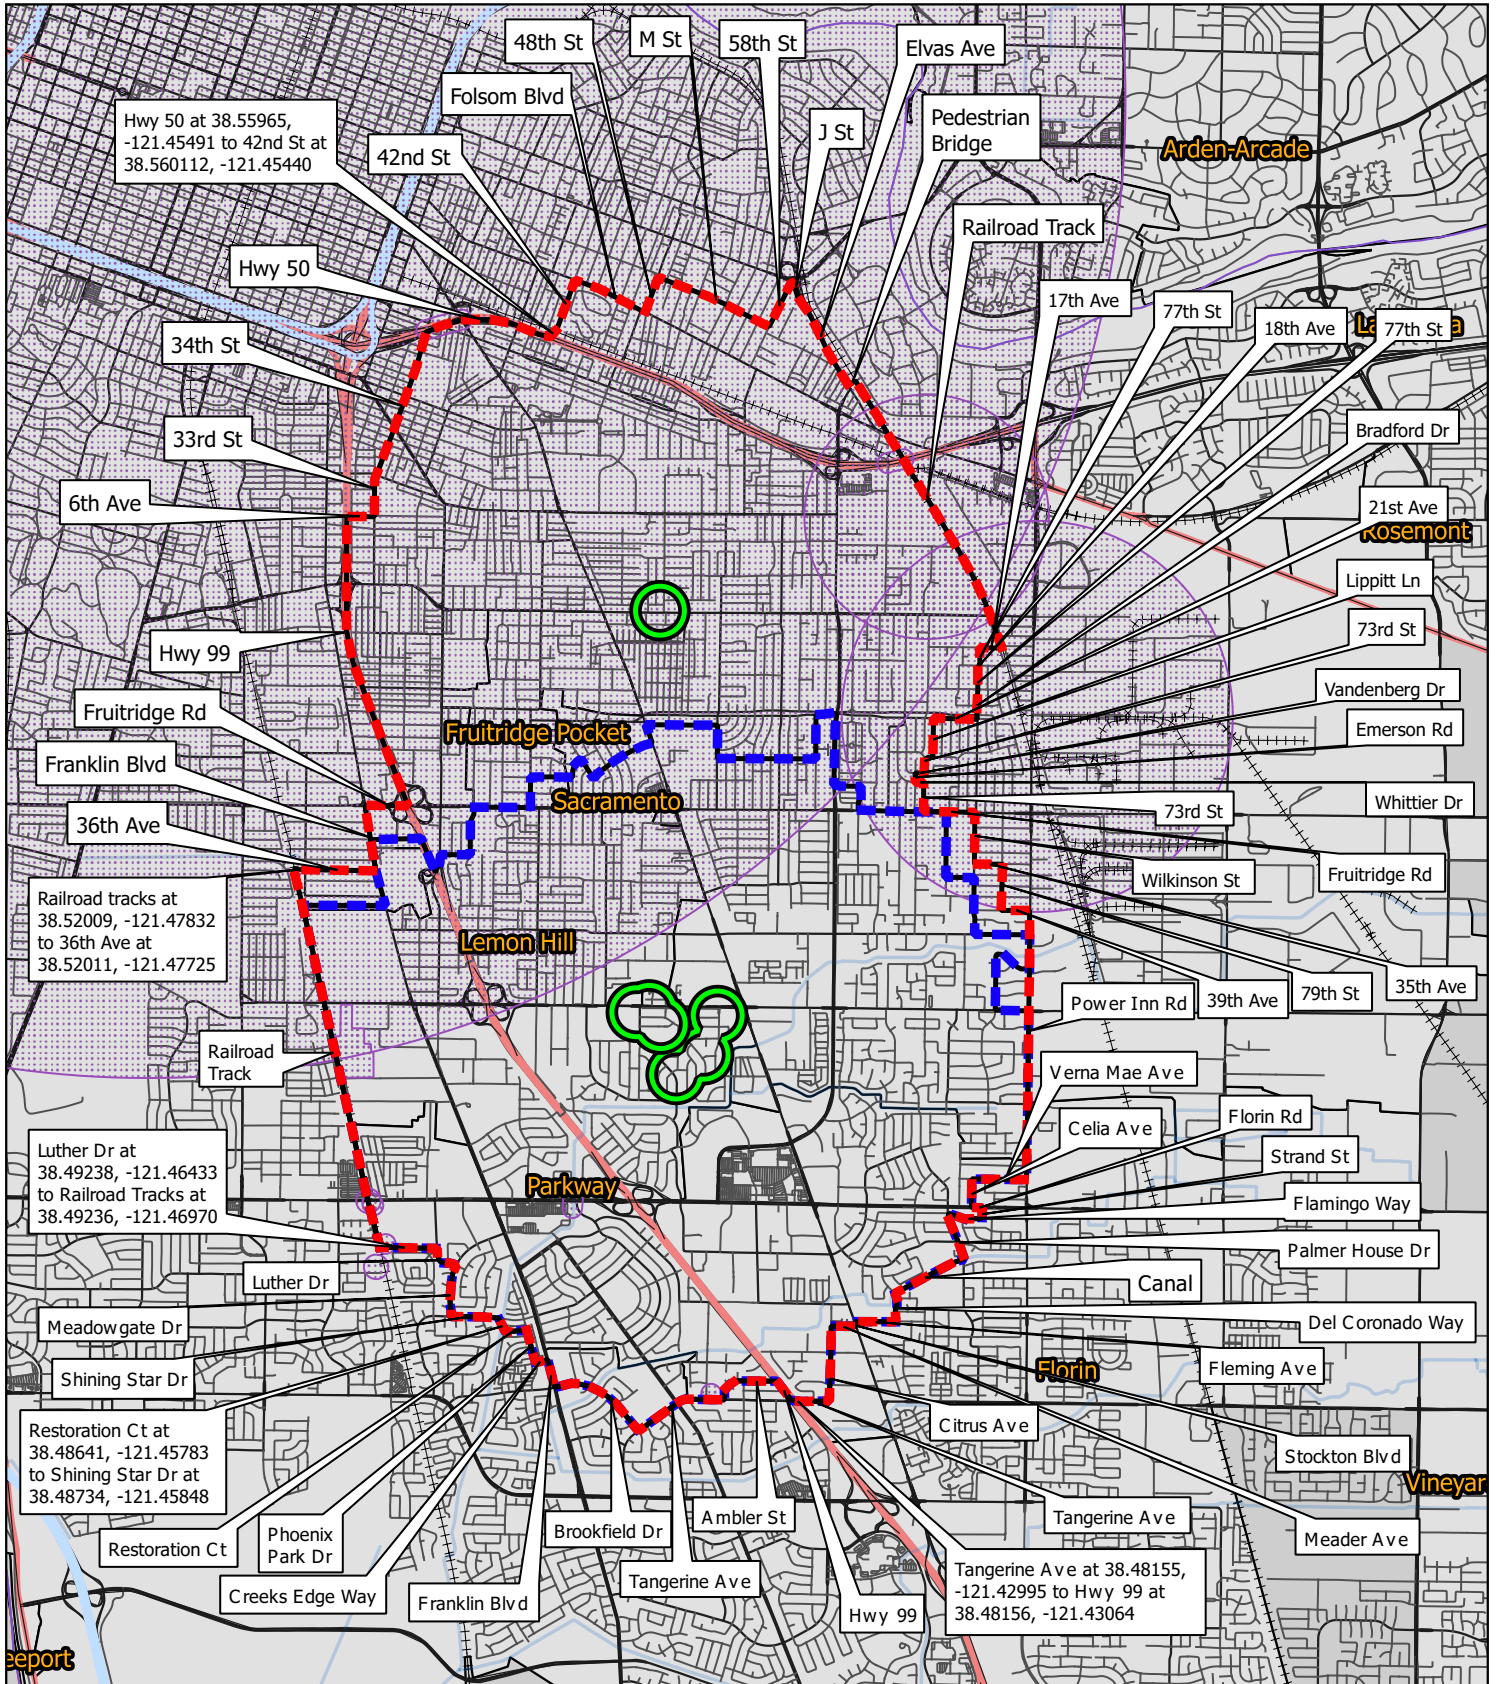 48th St
M St
58th St
Elvas Ave
Folsom Blvd
Hwy 50 at 38.55965,
-121.45491 to 42nd St at
38.560112, -121.45440
42nd St
J St
Pedestrian
Bridge
Arden-Arcade
Railroad Track
Hwy 50
17th Ave
77th St
18th Ave
77th St
34th St
33rd St
Bradford Dr
6th Ave
21st Ave
Rosemont
Lippitt Ln
73rd St
Hwy 99
Vandenberg Dr
Fruitridge Rd
Emerson Rd
Fruitridge Pocket
Franklin Blvd
Sacramento
73rd St
Whittier Dr
36th Ave
Wilkinson St
Fruitridge Rd
Railroad tracks at
38.52009, -121.47832
to 36th Ave at
38.52011, -121.47725
Lemon Hill
Power Inn Rd
39th Ave
79th St
35th Ave
Railroad
Track
Verna Mae Ave
Celia Ave
Florin Rd
Luther Dr at
38.49238, -121.46433
to Railroad Tracks at
38.49236, -121.46970
Strand St
Parkway
Flamingo Way
Palmer House Dr
Luther Dr
Canal
Meadowgate Dr
Del Coronado Way
Shining Star Dr
Florin
Fleming Ave
Restoration Ct at
38.48641, -121.45783
to Shining Star Dr at
38.48734, -121.45848
Citrus Ave
Stockton Blvd
Vineyar
Restoration Ct
Phoenix
Park Dr
Brookfield Dr
Ambler St
Tangerine Ave
Meader Ave
Creeks Edge Way
Franklin Blvd
Tangerine Ave
Hwy 99
Tangerine Ave at 38.48155,
-121.42995 to Hwy 99 at
38.48156, -121.43064
eeport